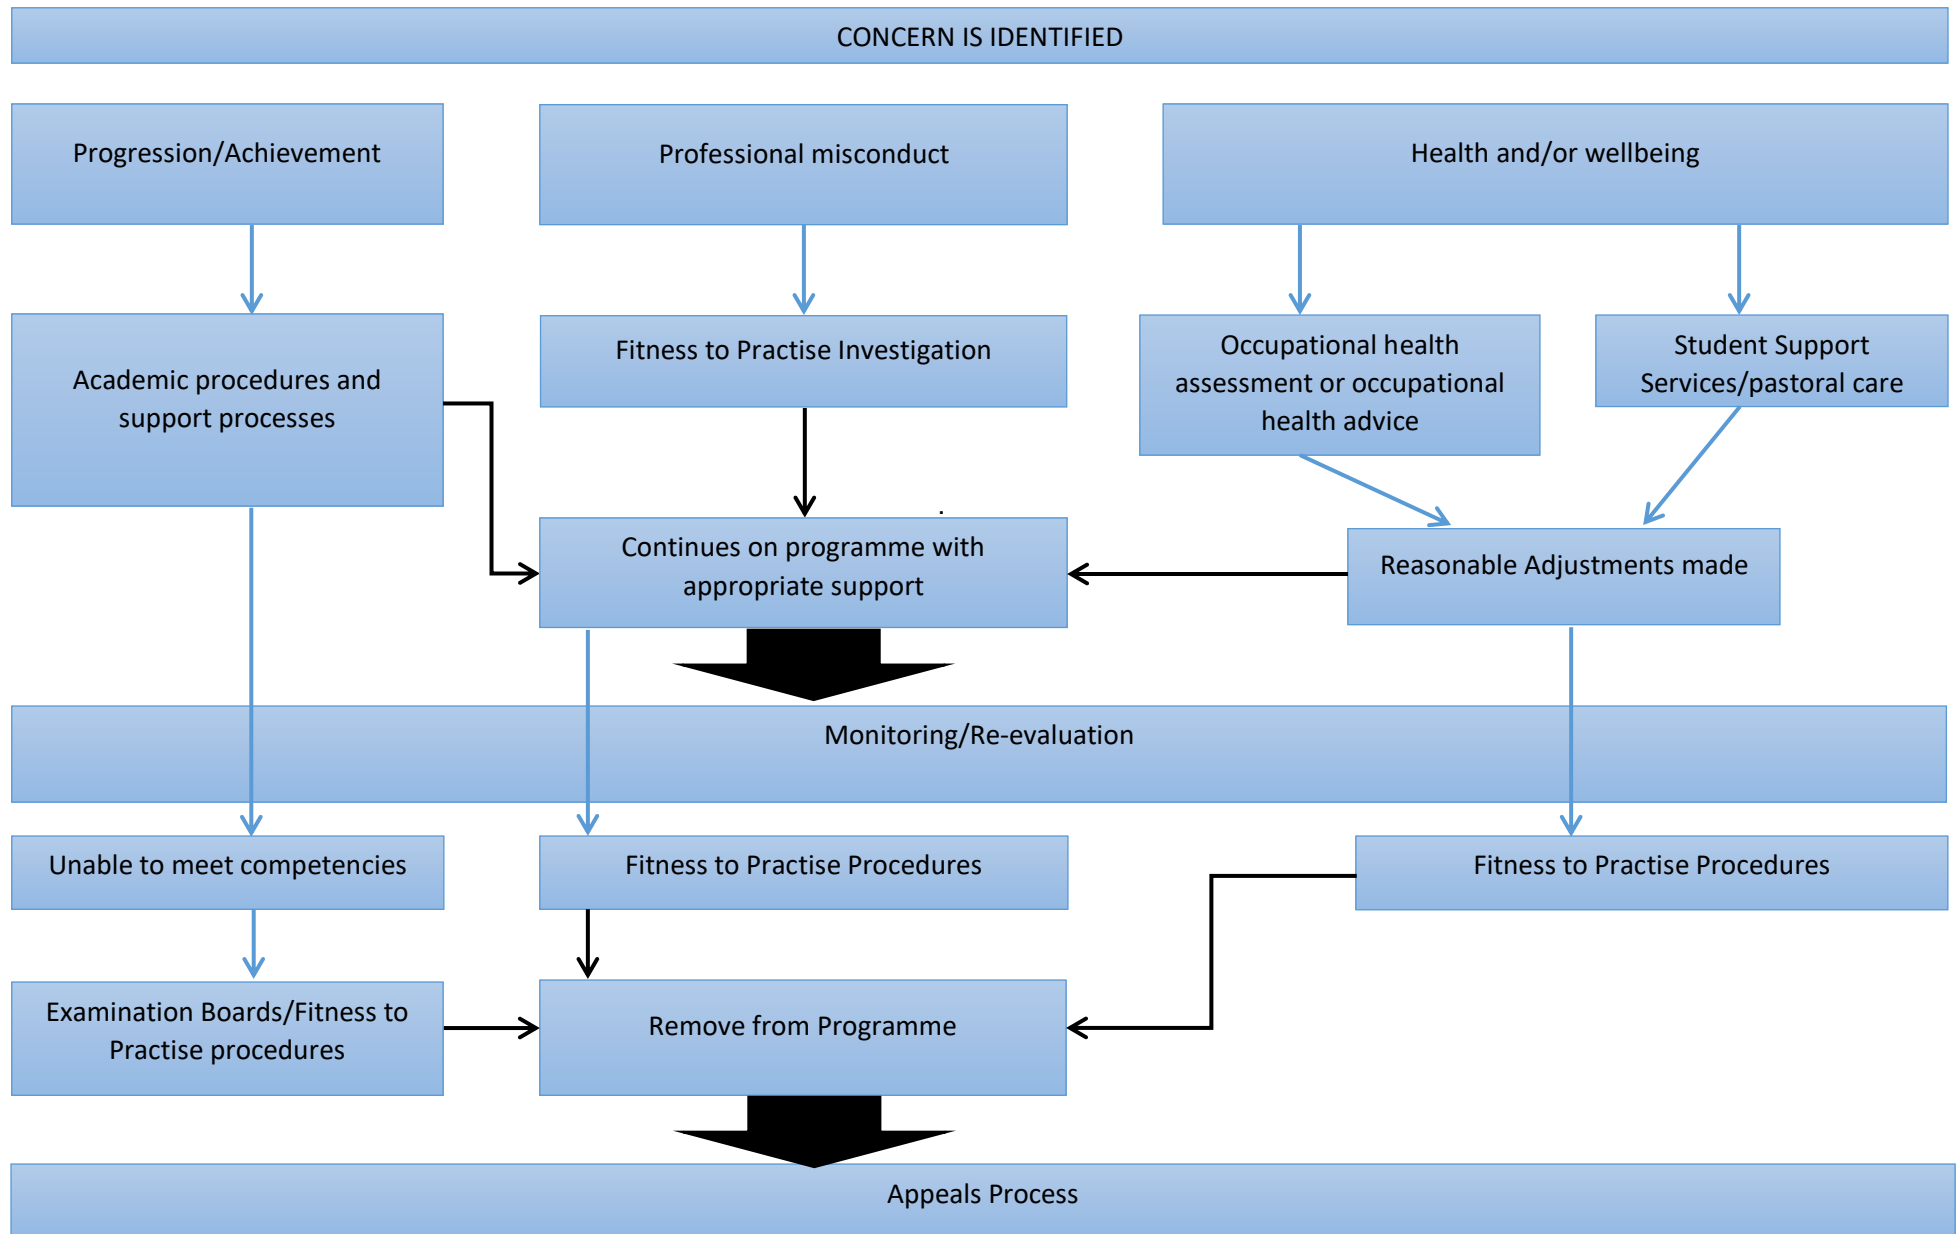 CONCERN IS IDENTIFIED
Progression/Achievement
Professional misconduct
Health and/or wellbeing
Academic procedures and
support processes
Fitness to Practise Investigation
Occupational health
assessment or occupational
health advice
Student Support
Services/pastoral care
.
Continues on programme with
appropriate support
Reasonable Adjustments made
Monitoring/Re-evaluation
Unable to meet competencies
Fitness to Practise Procedures
Fitness to Practise Procedures
Examination Boards/Fitness to
Practise procedures
Remove from Programme
Appeals Process